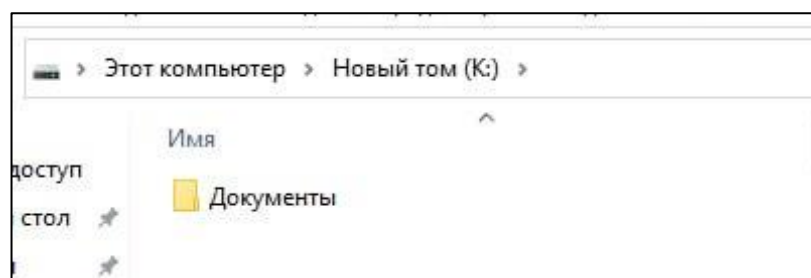 Этот компьютер > Новый том (K:) >
Имя
доступ
Документы
стол